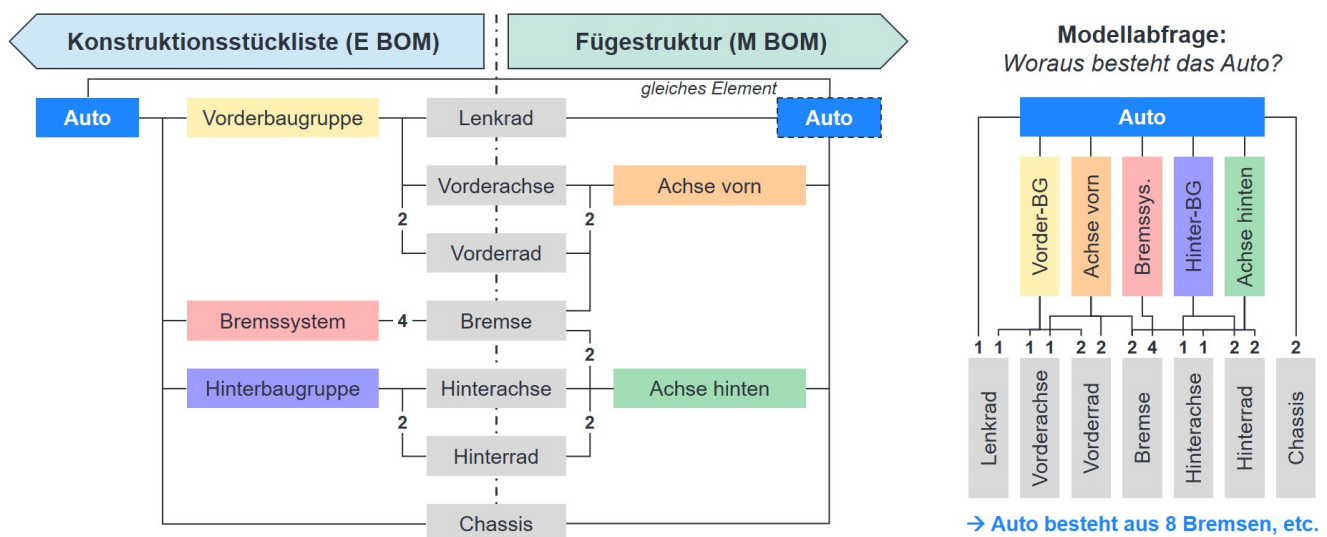 Konstruktionsstückliste (E BOM)
Fügestruktur (M BOM)
gleiches Element
Auto
Vorderbaugruppe
Lenkrad
Auto
Vorderachse
Achse vorn
2
2
Vorderrad
Bremssystem
4
Bremse
2
Hinterbaugruppe
Hinterachse
Achse hinten
2
2
Hinterrad
Chassis
Modellabfrage:
Woraus besteht das Auto?
Auto
Vorder-BG
Achse vorn
Bremssys.
Hinter-BG
Achse hinten
1 1 1 1 2 2 2 4 1 1 2 2 2
Lenkrad
Vorderachse
Vorderrad
Bremse
Hinterachse
Hinterrad
Chassis
→ Auto besteht aus 8 Bremsen, etc.